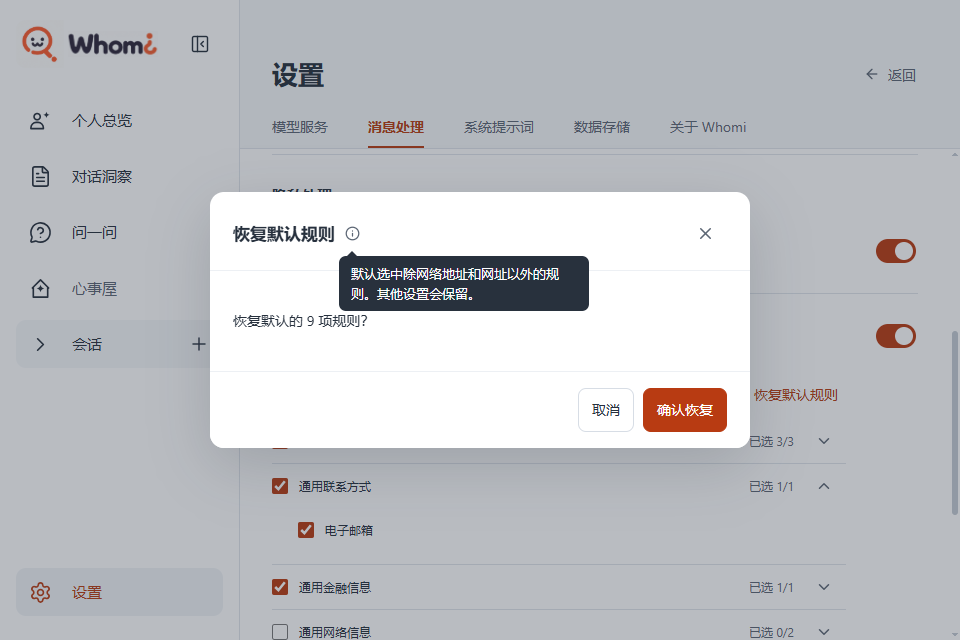 Whomi
设置
返回
模型服务
消息处理
系统提示词
数据存储
关于 Whomi
个人总览
对话洞察
问一问
心事屋
会话
设置
恢复默认规则
默认选中除网络地址和网址以外的规
则。其他设置会保留。
恢复默认的 9 项规则?
取消
确认恢复
恢复默认规则
已选 3/3
通用联系方式
已选 1/1
电子邮箱
通用金融信息
已选 1/1
通用网络信息
已选 0/2